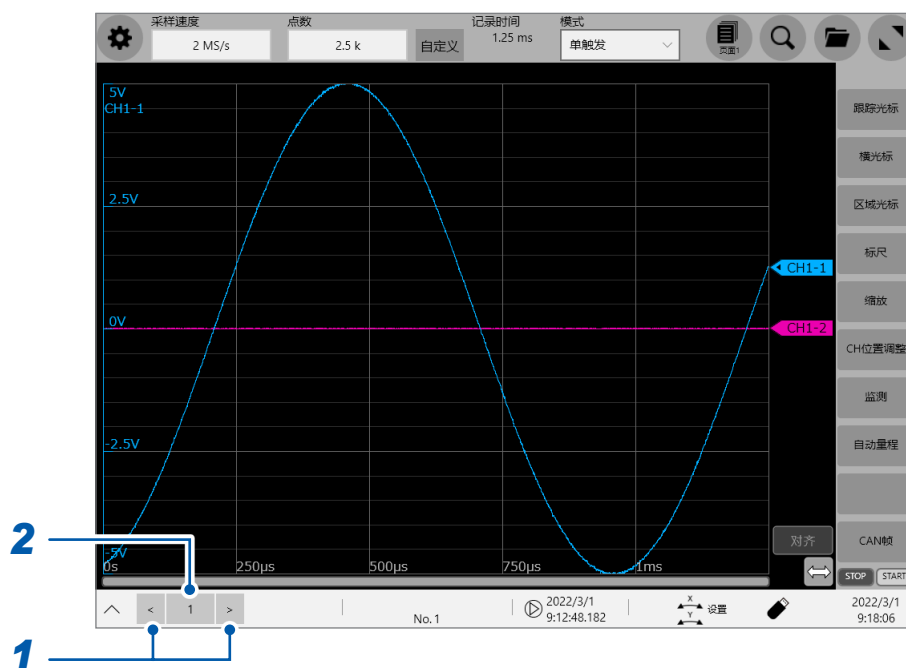 采样速度 点数 记录时间 模式
2 MS/s 2.5 k 自定义 1.25 ms 单触发 页面1
5V
CH1-1
跟踪光标
横光标
2.5V
区域光标
标尺
CH1-1
缩放
0V
CH1-2
CH位置调整
监测
-2.5V
自动量程
对齐 CAN帧
-5V
0s 250μs 500μs 750μs 1ms
STOP START
2
< 1 > No. 1 2022/3/1 X Y 设置 2022/3/1
9:12:48.182 9:18:06
1